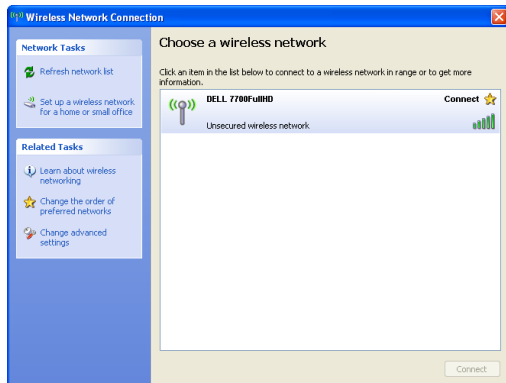 Wireless Network Connection
Network Tasks
Refresh network list
Set up a wireless network
for a home or small office
Related Tasks
Learn about wireless
networking
Change the order of
preferred networks
Change advanced
settings
Choose a wireless network
Click an item in the list below to connect to a wireless network in range or to get more
information.
DELL 7700FullHD
Connect
Unsecured wireless network
Connect